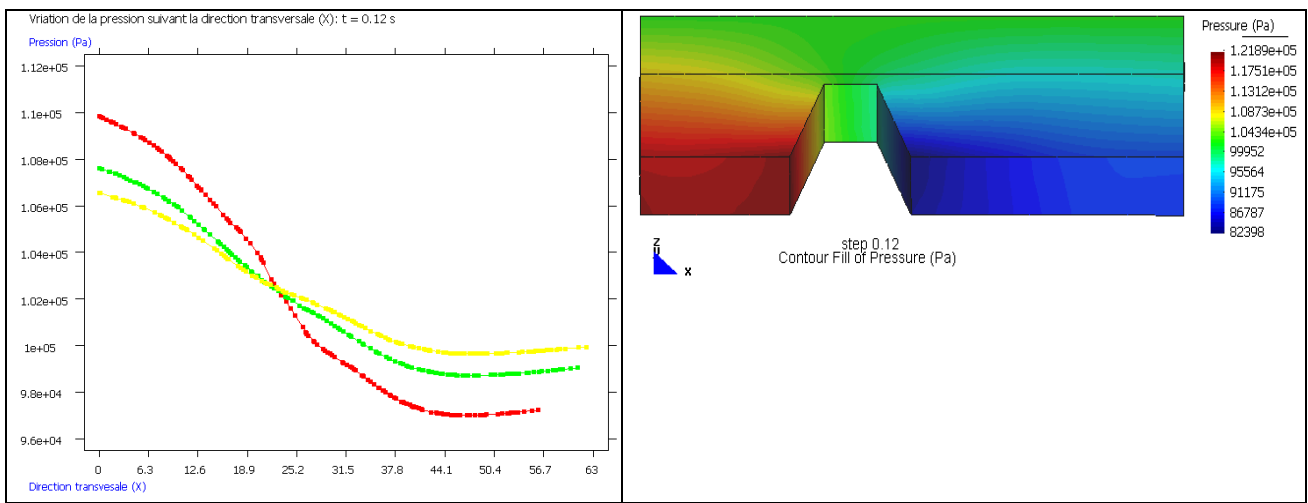 Vriation de la pression suivant la direction transversale (X): t = 0.12 s
Pression (Pa)
1.12e+05
1.1e+05
1.08e+05
1.06e+05
1.04e+05
1.02e+05
1e+05
9.8e+04
9.6e+04
0 6.3 12.6 18.9 25.2 31.5 37.8 44.1 50.4 56.7 63
Direction transvesale (X)
Pressure (Pa)
1.2189e+05
1.1751e+05
1.1312e+05
1.0873e+05
1.0434e+05
99952
95564
91175
86787
82398
Z
x
step 0.12
Contour Fill of Pressure (Pa)